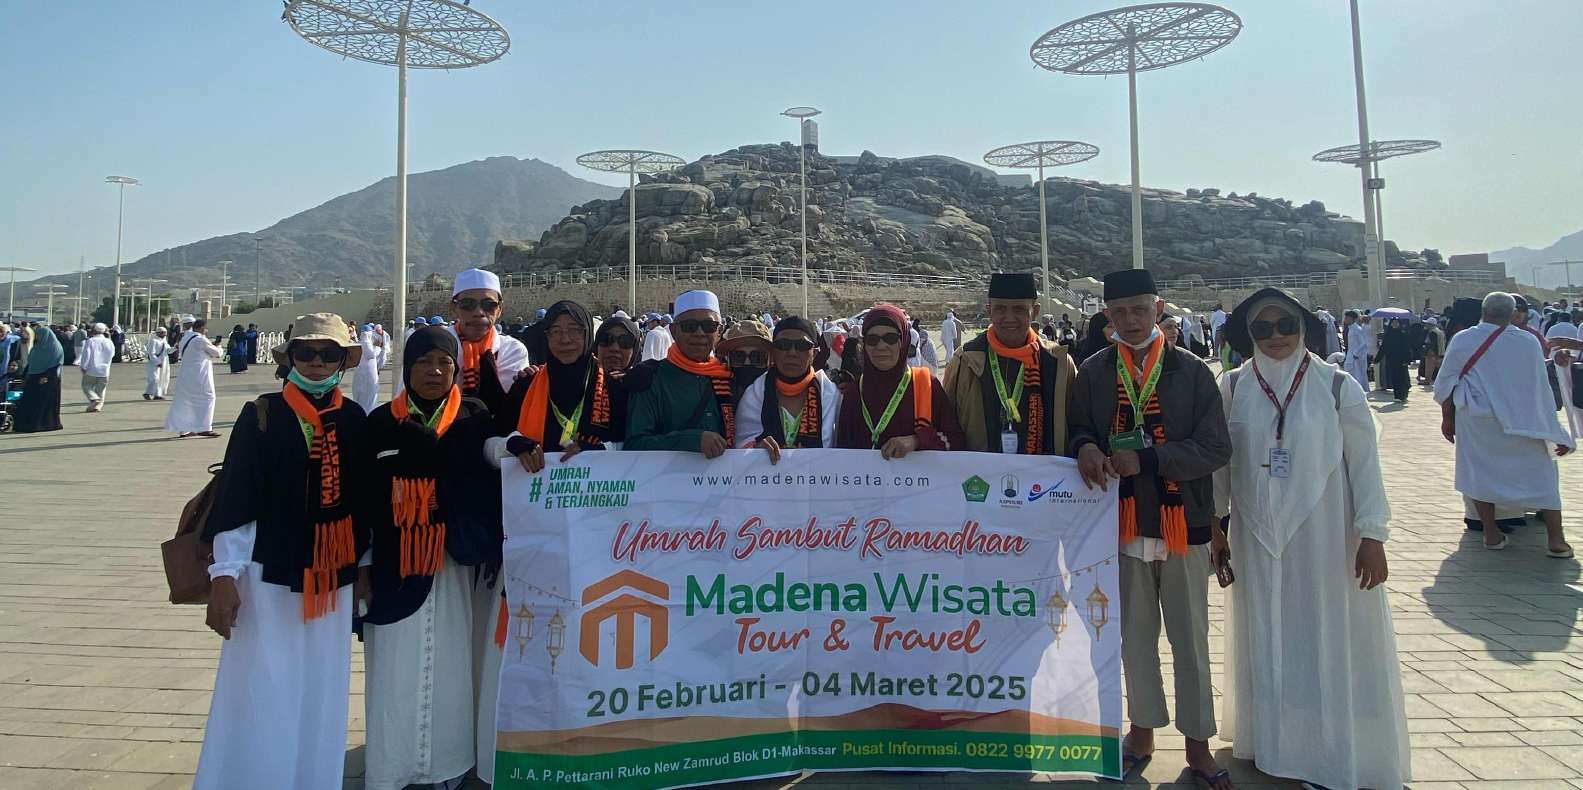 # UMRAH
AMAN, NYAMAN
& TERJANGKAU
www.madenawisata.com
mutu
international
Umrah Sambut Ramadhan
Madena Wisata
Tour & Travel
20 Februari - 04 Maret 2025
Jl. A. P. Pettarani Ruko New Zamrud Blok D1-Makassar Pusat Informasi. 0822 9977 0077
MADENA
WISATA
MAKASSAR